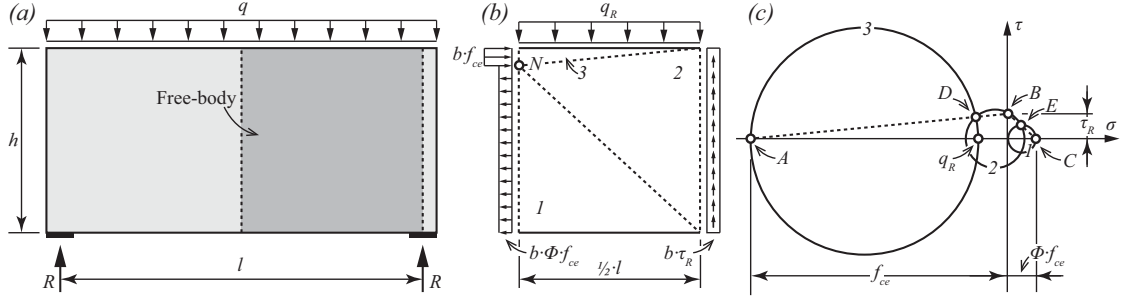 (a)
q
h
Free-body
R
l
R
(b)
q_R
b·f_ce
N
3
2
1
b·Φ·f_ce
b·τ_R
½·l
(c)
3
τ
D
B
E
τ_R
σ
A
q_R
2
1
C
Φ·f_ce
f_ce